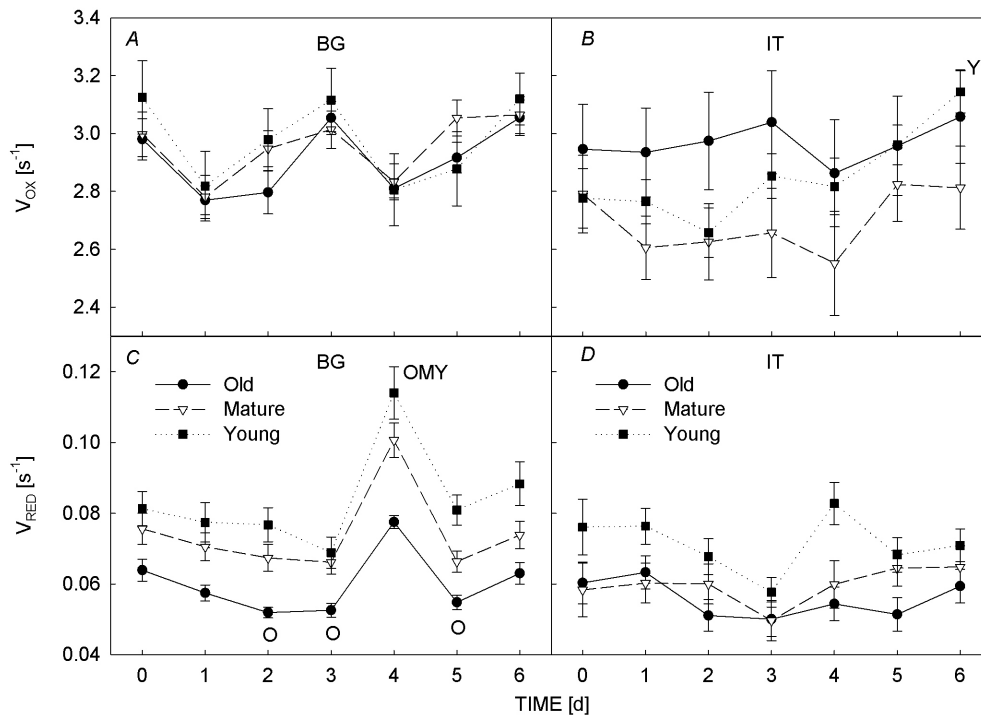 A BG
B IT
Y
3.4
3.2
3.0
2.8
2.6
2.4
V_OX [s⁻¹]
C BG
OMY
Old
Mature
Young
D IT
Old
Mature
Young
0.12
0.10
0.08
0.06
0.04
V_RED [s⁻¹]
O O O
0 1 2 3 4 5 6 0 1 2 3 4 5 6
TIME [d]